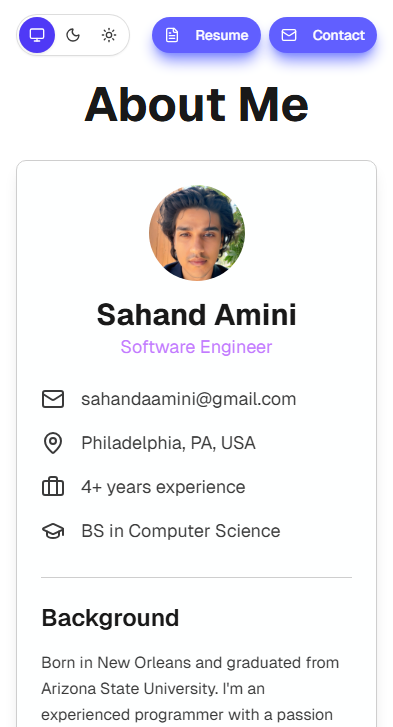 Resume
Contact
About Me
Sahand Amini
Software Engineer
sahandaamini@gmail.com
Philadelphia, PA, USA
4+ years experience
BS in Computer Science
Background
Born in New Orleans and graduated from
Arizona State University. I'm an
experienced programmer with a passion